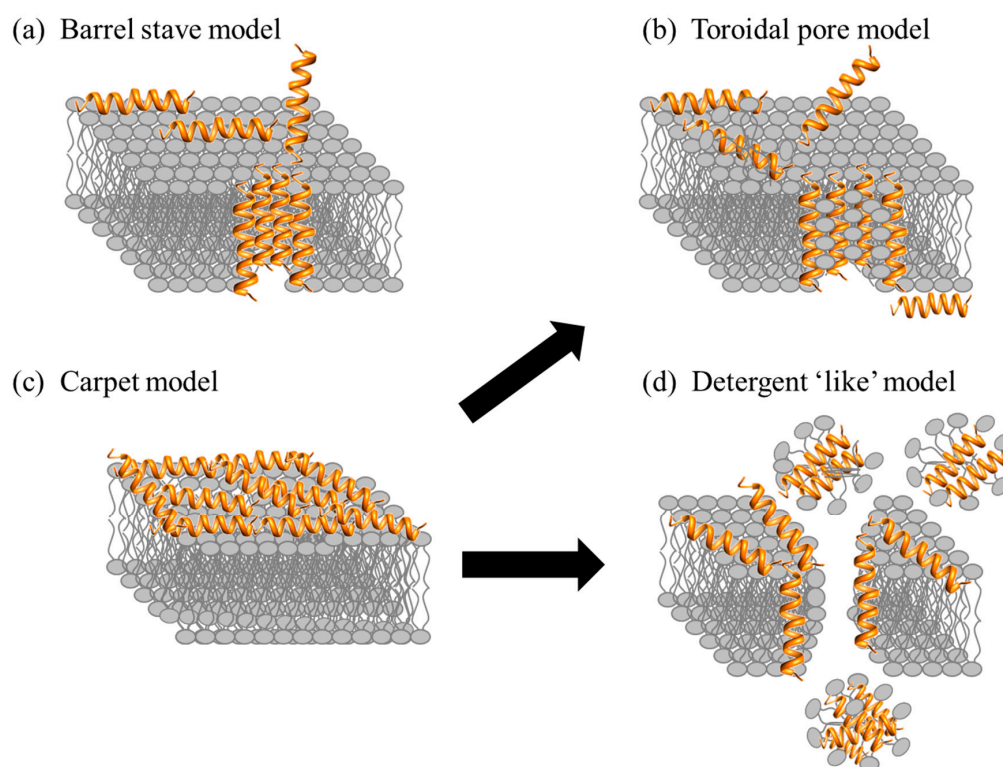 (a) Barrel stave model
(b) Toroidal pore model
(c) Carpet model
(d) Detergent ‘like’ model